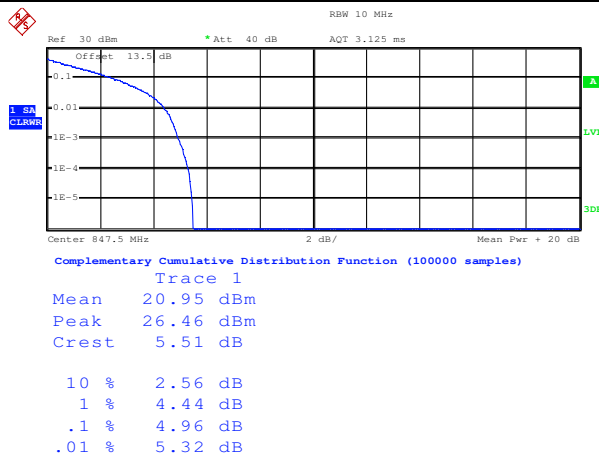 RBW 10 MHz
Ref 30 dBm *Att 40 dB AQT 3.125 ms
Offset 13.5 dB
0.1
A
1 SA
CLRWR
0.01
LVL
1E-3
1E-4
1E-5
3DB
Center 847.5 MHz 2 dB/ Mean Pwr + 20 dB
Complementary Cumulative Distribution Function (100000 samples)
Trace 1
Mean 20.95 dBm
Peak 26.46 dBm
Crest 5.51 dB
10 % 2.56 dB
1 % 4.44 dB
.1 % 4.96 dB
.01 % 5.32 dB